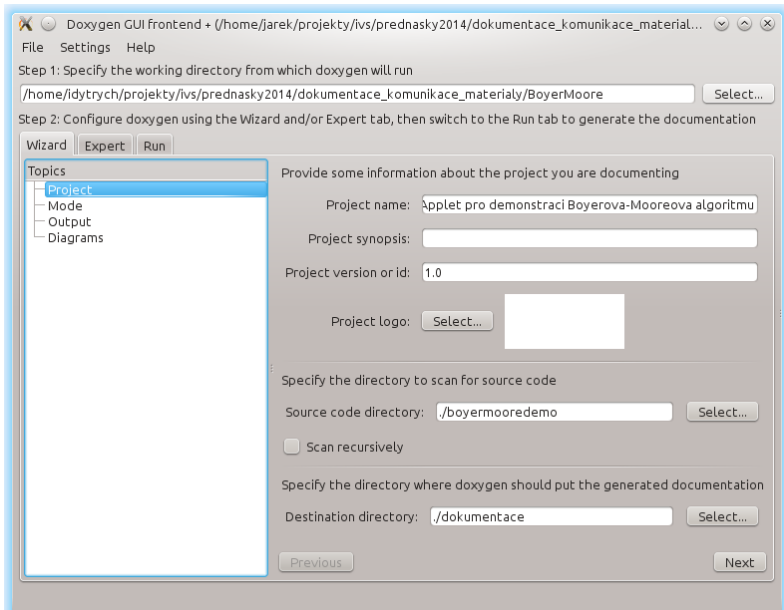 Doxygen GUI frontend + (/home/jarek/projekty/ivs/prednasky2014/dokumentace_komunikace_material...
File Settings Help
Step 1: Specify the working directory from which doxygen will run
/home/idytrych/projekty/ivs/prednasky2014/dokumentace_komunikace_materialy/BoyerMoore Select...
Step 2: Configure doxygen using the Wizard and/or Expert tab, then switch to the Run tab to generate the documentation
Wizard Expert Run
Topics
Project
Mode
Output
Diagrams
Provide some information about the project you are documenting
Project name: Applet pro demonstraci Boyerova-Mooreova algoritmu
Project synopsis:
Project version or id: 1.0
Project logo: Select...
Specify the directory to scan for source code
Source code directory: ./boyermooredemo Select...
Scan recursively
Specify the directory where doxygen should put the generated documentation
Destination directory: ./dokumentace Select...
Previous Next